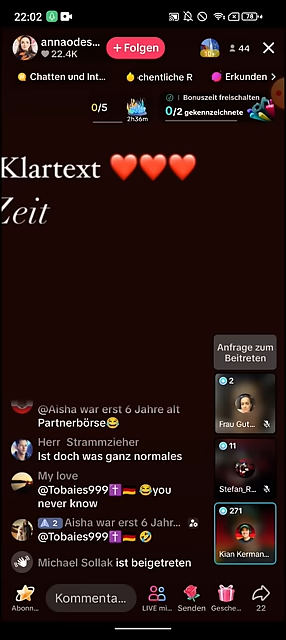 22:02
78
annaodes...
22.4K
+ Folgen
44
Chatten und Int...
chentliche R
Erkunden >
0/5
2h36m
Bonuszeit freischalten
0/2 gekennzeichnete
Klartext ❤️❤️❤️
Zeit
Anfrage zum
Beitreten
2
Frau Gut...
11
Stefan_R...
271
Kian Kerman...
@Aisha war erst 6 Jahre alt
Partnerbörse😂
Herr Strammzieher
Ist doch was ganz normales
My love
@Tobaies999✝️🇩🇪 😂you
never know
2 Aisha war erst 6 Jahr...
@Tobaies999✝️🇩🇪 🤣
Michael Sollak ist beigetreten
Abonn...
Kommenta...
LIVE mi...
Senden
Gesche...
22